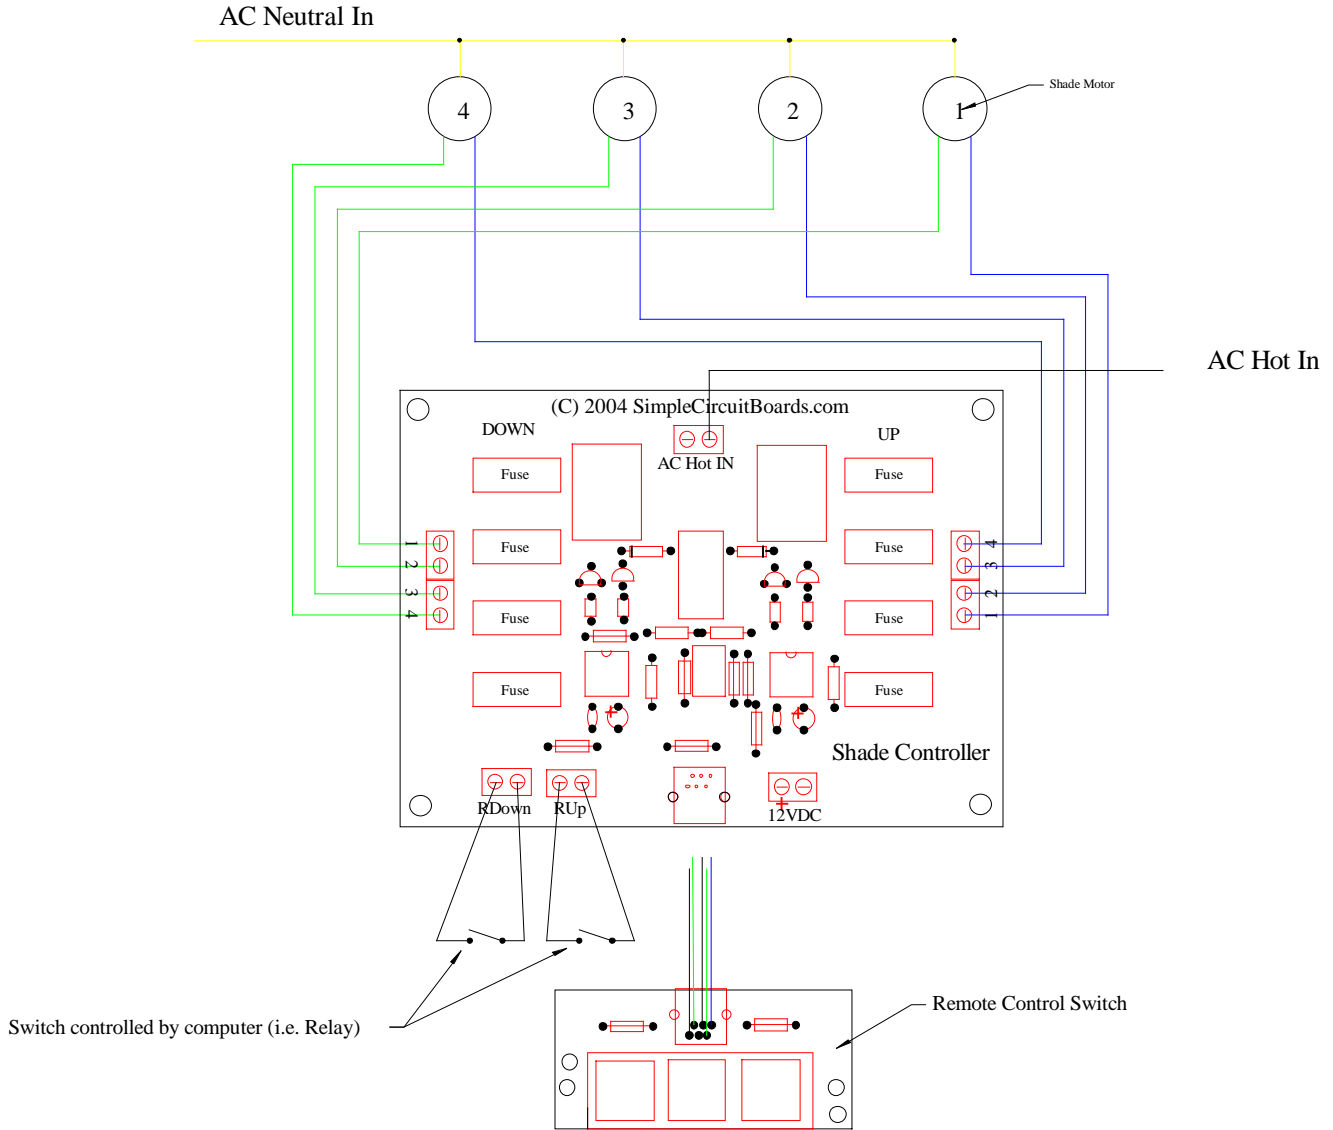 AC Neutral In
4
3
2
1
Shade Motor
AC Hot In
(C) 2004 SimpleCircuitBoards.com
DOWN
UP
AC Hot IN
Fuse
Fuse
Fuse
Fuse
1
2
3
4
Fuse
Fuse
Fuse
Fuse
4
3
2
1
+
+
Shade Controller
RDown
RUp
+
12VDC
Switch controlled by computer (i.e. Relay)
Remote Control Switch